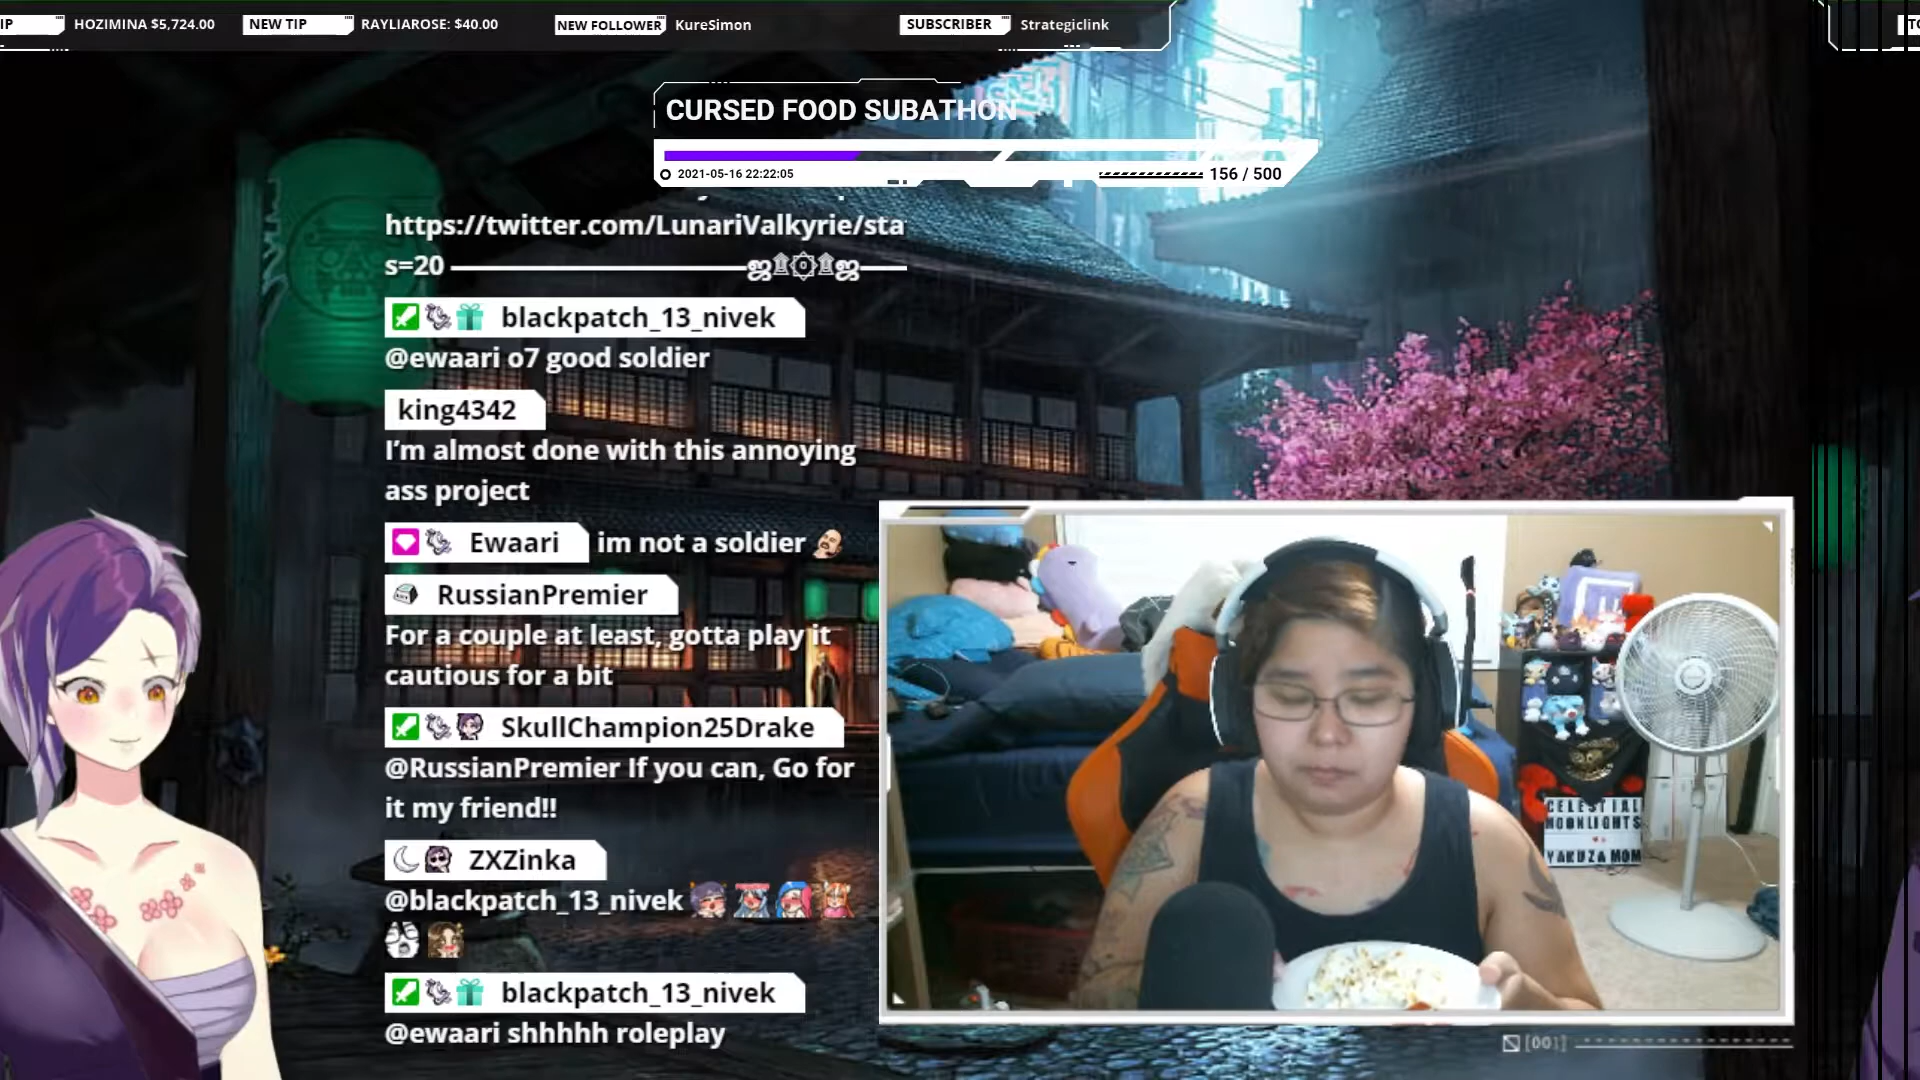 IP HOZIMINA $5,724.00 NEW TIP RAYLIAROSE: $40.00 NEW FOLLOWER KureSimon SUBSCRIBER Strategiclink
CURSED FOOD SUBATHON
2021-05-16 22:22:05 156 / 500
https://twitter.com/LunariValkyrie/sta
s=20
blackpatch_13_nivek
@ewaari o7 good soldier
king4342
I’m almost done with this annoying
ass project
Ewaari im not a soldier
RussianPremier
For a couple at least, gotta play it
cautious for a bit
SkullChampion25Drake
@RussianPremier If you can, Go for
it my friend!!
ZXZinka
@blackpatch_13_nivek
blackpatch_13_nivek
@ewaari shhhhh roleplay
CELESTIAL
MOONLIGHTS
YAKUZA MOM
[001]